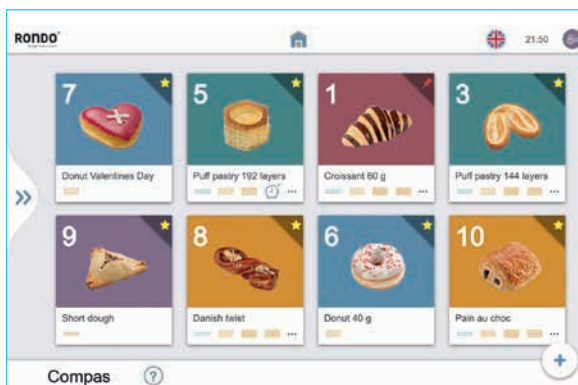 RONDO
21:50
7 5 1 3
Donut Valentines Day Puff pastry 192 layers Croissant 60 g Puff pastry 144 layers
9 8 6 10
Short dough Danish twist Donut 40 g Pain au choc
Compas ?